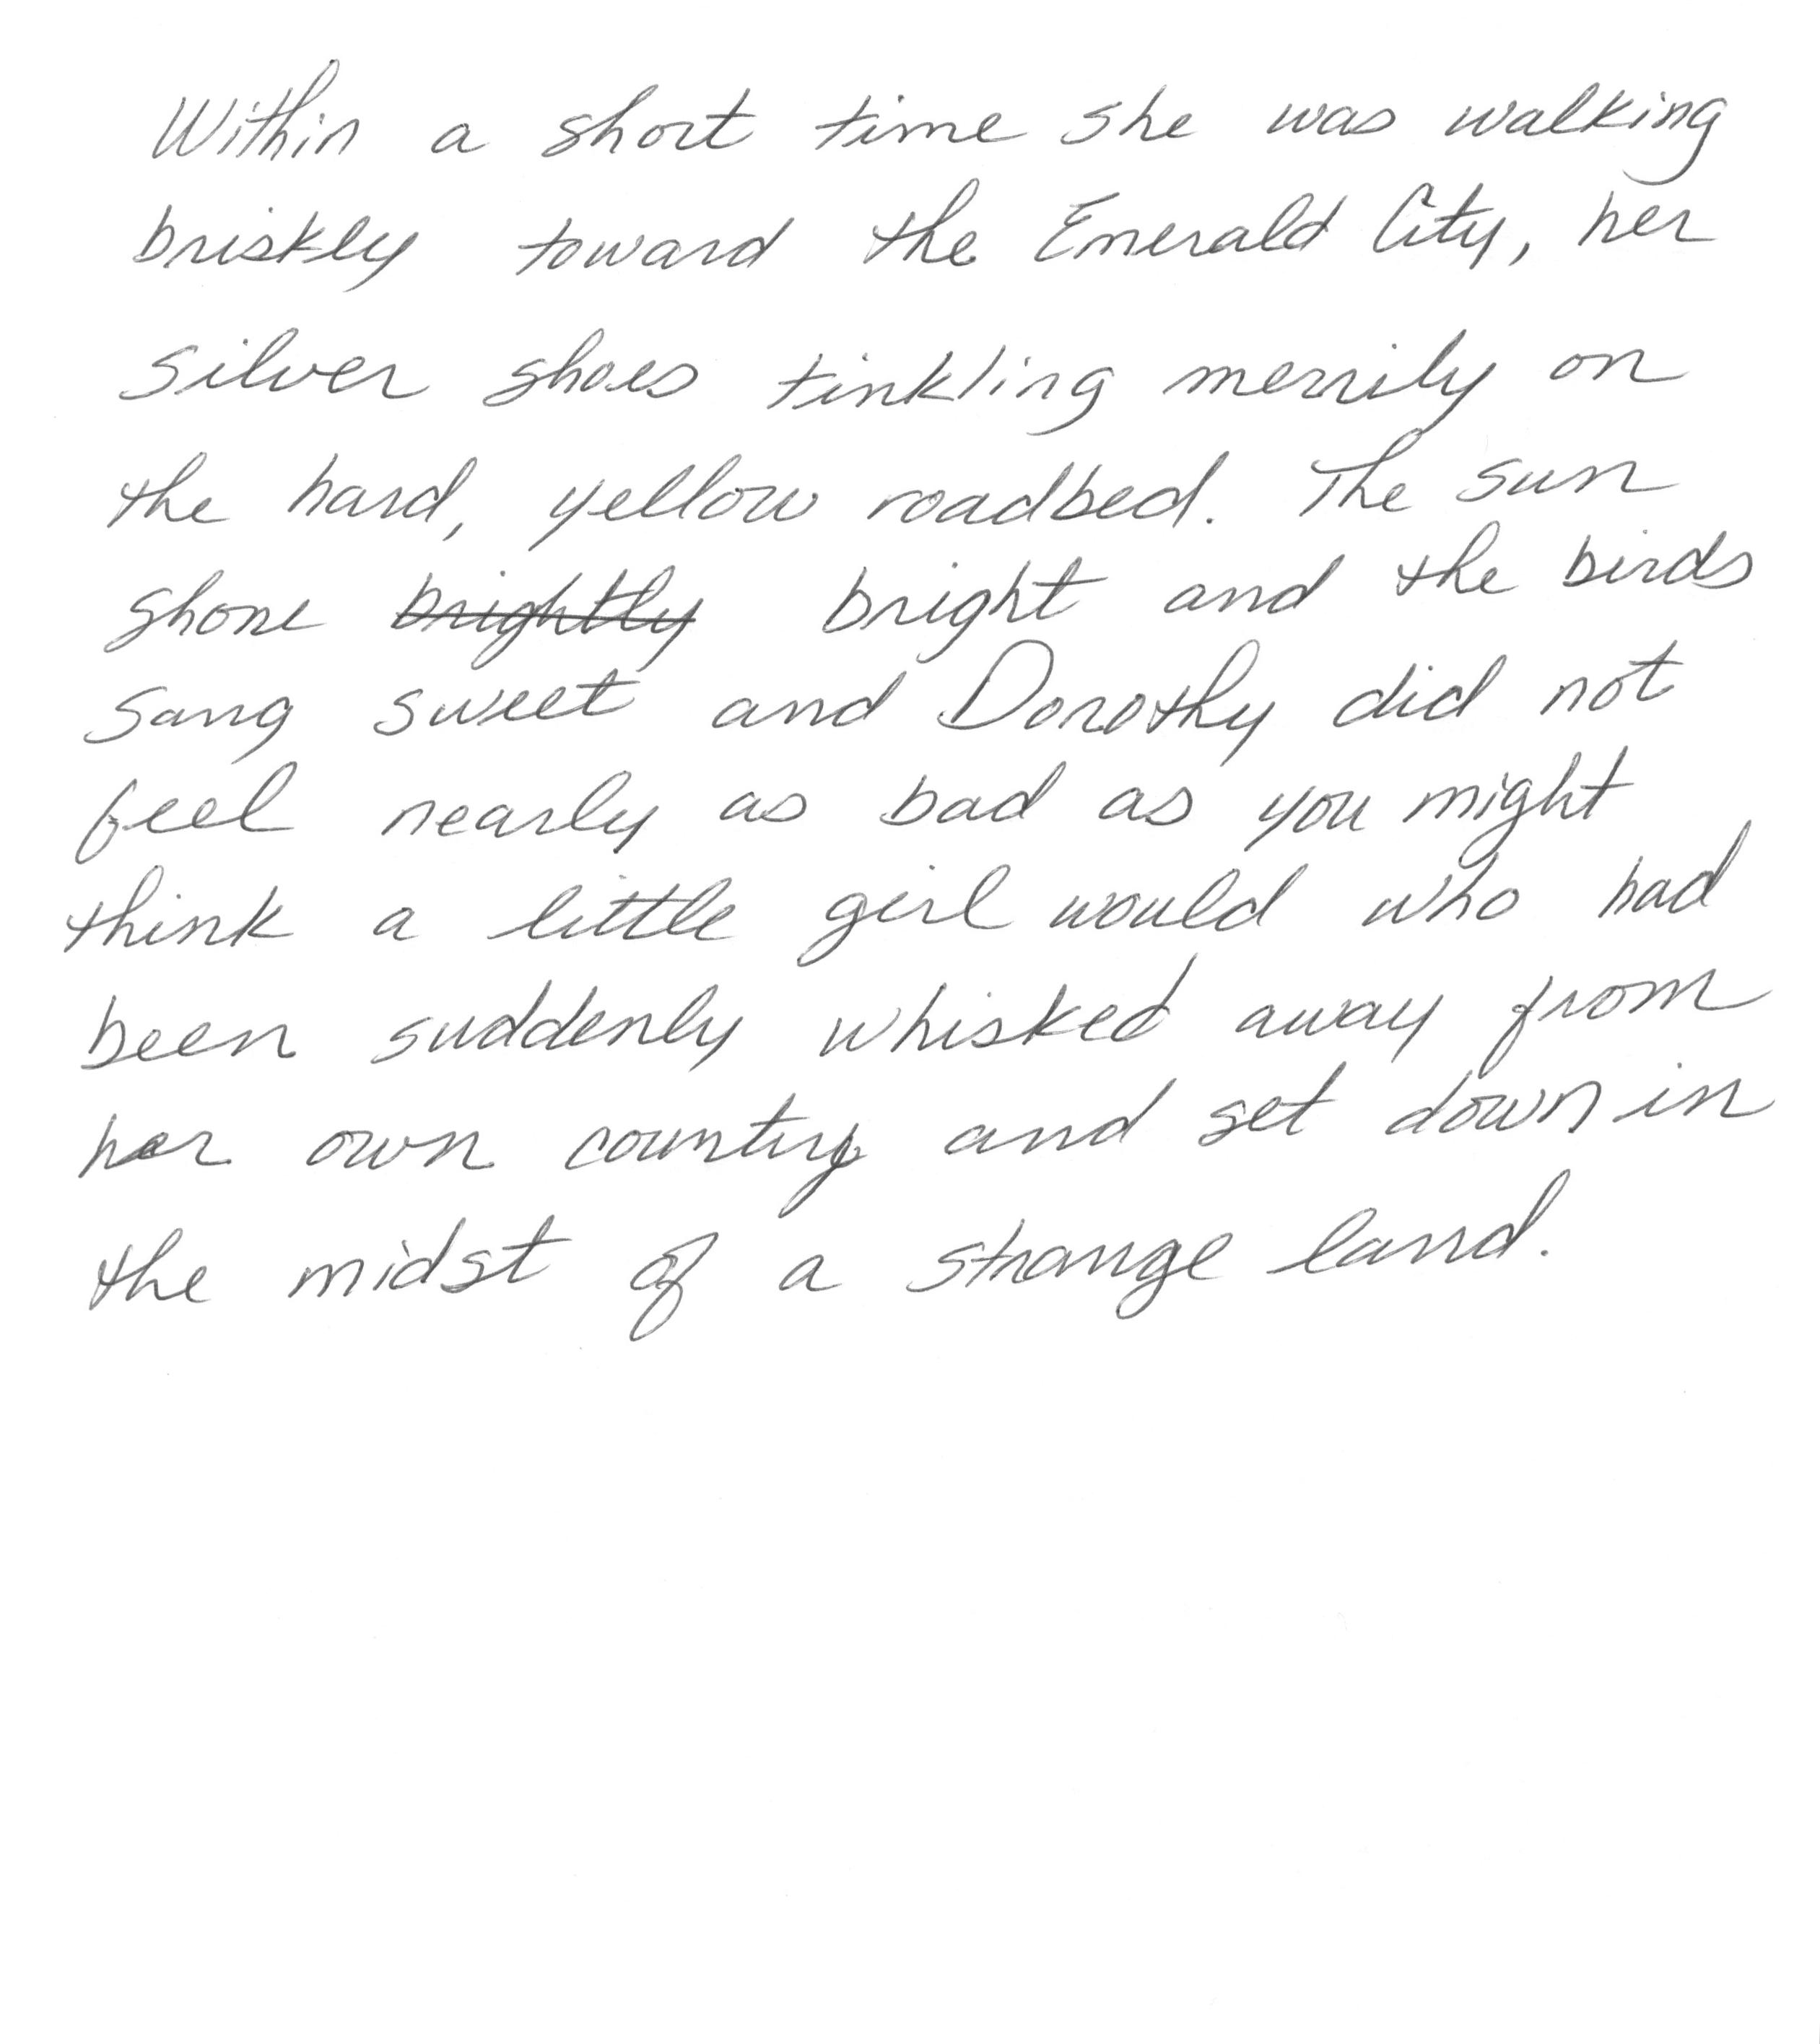 Within a short time she was walking
briskly toward the Emerald City, her
silver shoes tinkling merrily on
the hard, yellow roadbed. The sun
shone ~~brightly~~ bright and the birds
sang sweet and Dorothy did not
feel nearly as bad as you might
think a little girl would who had
been suddenly whisked away from
her own country and set down in
the midst of a strange land.